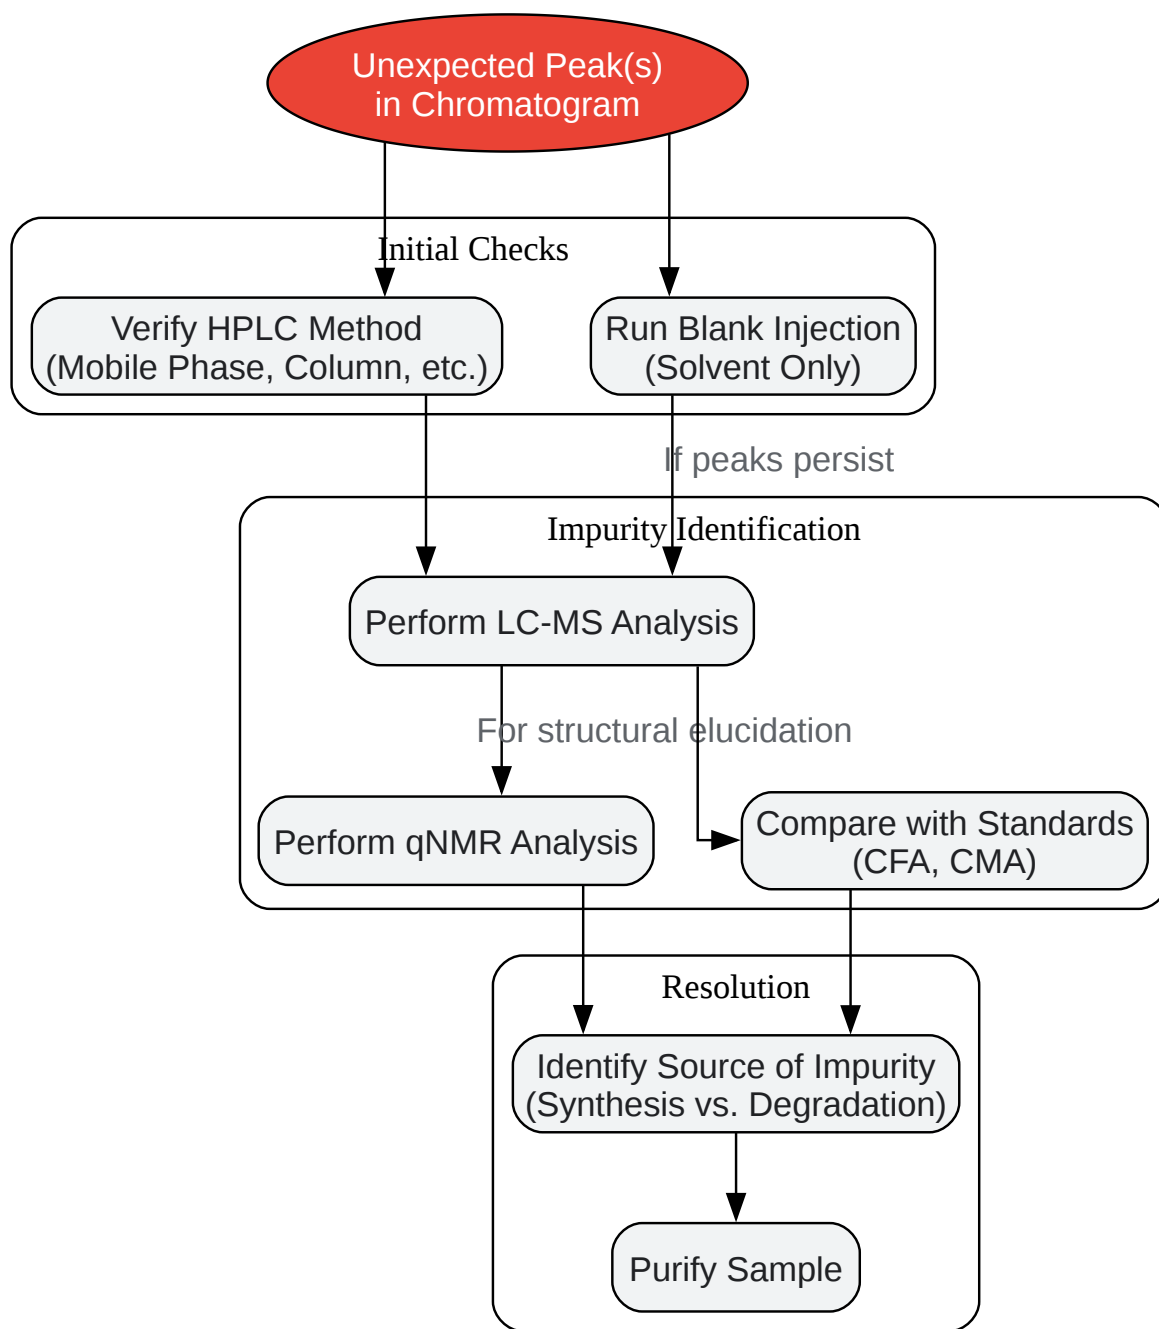 Unexpected Peak(s)
in Chromatogram
Initial Checks
Verify HPLC Method
(Mobile Phase, Column, etc.)
Run Blank Injection
(Solvent Only)
If peaks persist
Impurity Identification
Perform LC-MS Analysis
For structural elucidation
Perform qNMR Analysis
Compare with Standards
(CFA, CMA)
Resolution
Identify Source of Impurity
(Synthesis vs. Degradation)
Purify Sample